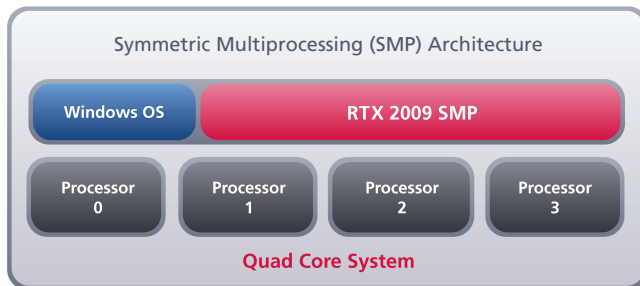 Symmetric Multiprocessing (SMP) Architecture
Windows OS RTX 2009 SMP
Processor Processor Processor Processor
0 1 2 3
Quad Core System